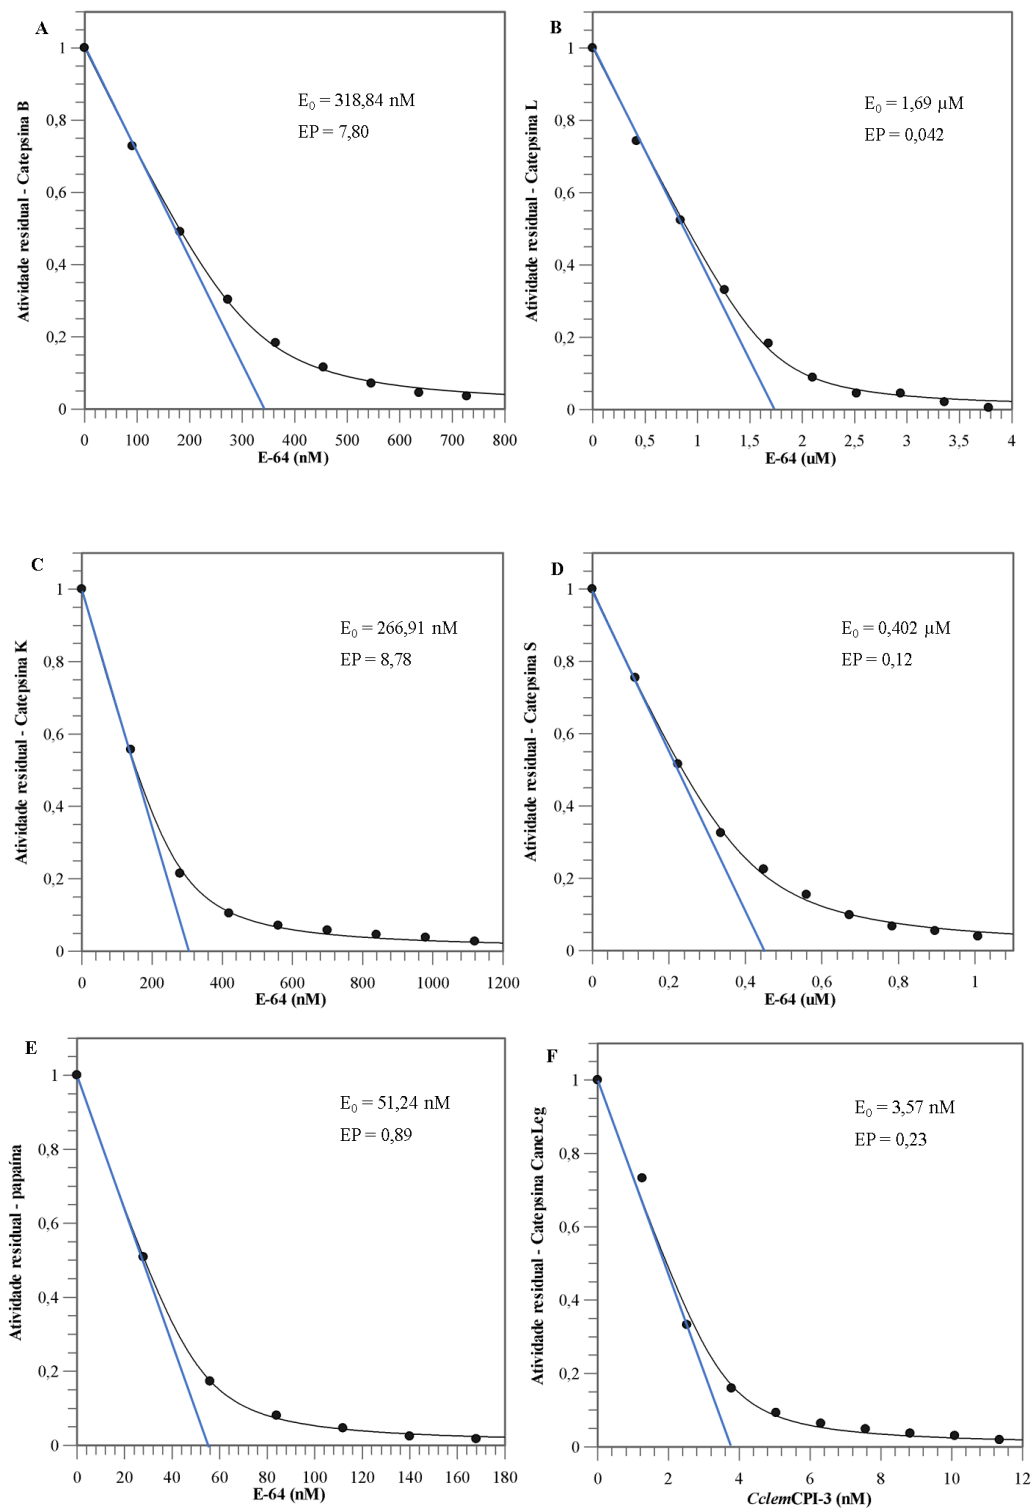 A
Atividade residual - Catepsina B
E0 = 318,84 nM
EP = 7,80
1
0,8
0,6
0,4
0,2
0
0 100 200 300 400 500 600 700 800
E-64 (nM)
B
Atividade residual - Catepsina L
E0 = 1,69 µM
EP = 0,042
1
0,8
0,6
0,4
0,2
0
0 0,5 1 1,5 2 2,5 3 3,5 4
E-64 (uM)
C
Atividade residual - Catepsina K
E0 = 266,91 nM
EP = 8,78
1
0,8
0,6
0,4
0,2
0
0 200 400 600 800 1000 1200
E-64 (nM)
D
Atividade residual - Catepsina S
E0 = 0,402 µM
EP = 0,12
1
0,8
0,6
0,4
0,2
0
0 0,2 0,4 0,6 0,8 1
E-64 (uM)
E
Atividade residual - papaína
E0 = 51,24 nM
EP = 0,89
1
0,8
0,6
0,4
0,2
0
0 20 40 60 80 100 120 140 160 180
E-64 (nM)
F
Atividade residual - Catepsina CaneLeg
E0 = 3,57 nM
EP = 0,23
1
0,8
0,6
0,4
0,2
0
0 2 4 6 8 10 12
CclemCPI-3 (nM)